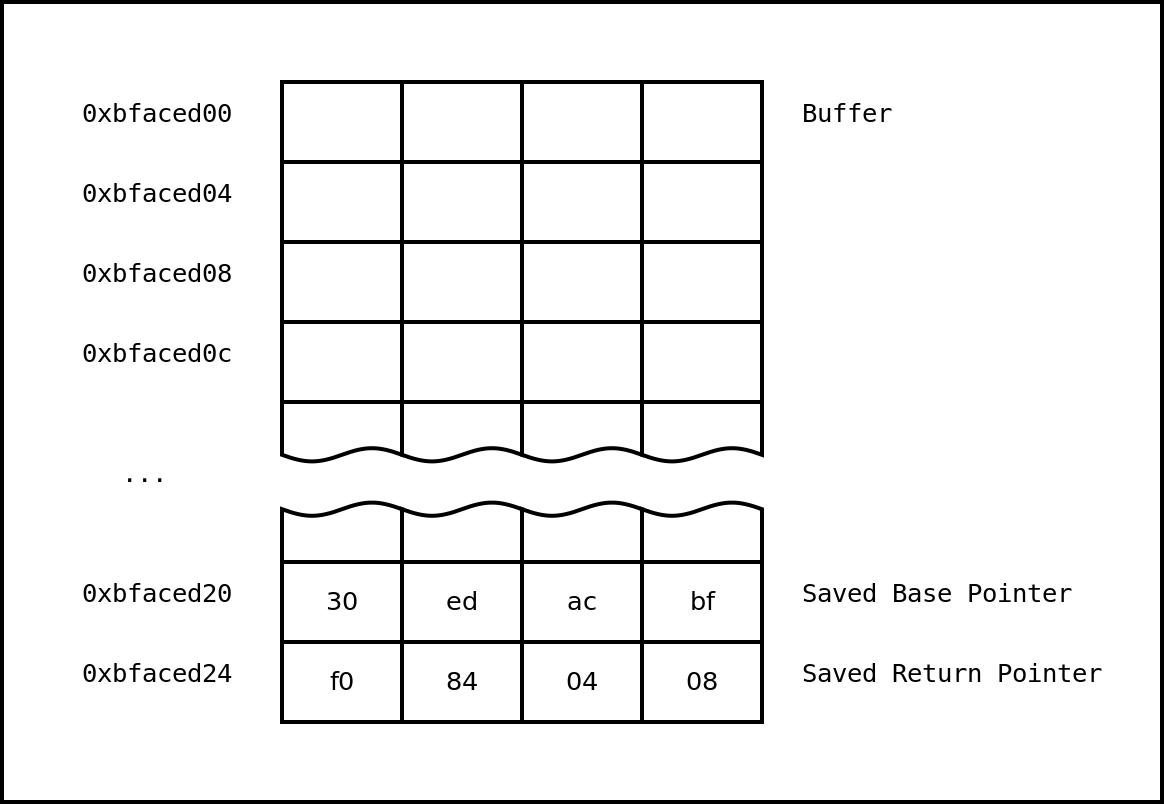 0xbfaced00 Buffer
0xbfaced04
0xbfaced08
0xbfaced0c
...
0xbfaced20 30 ed ac bf Saved Base Pointer
0xbfaced24 f0 84 04 08 Saved Return Pointer